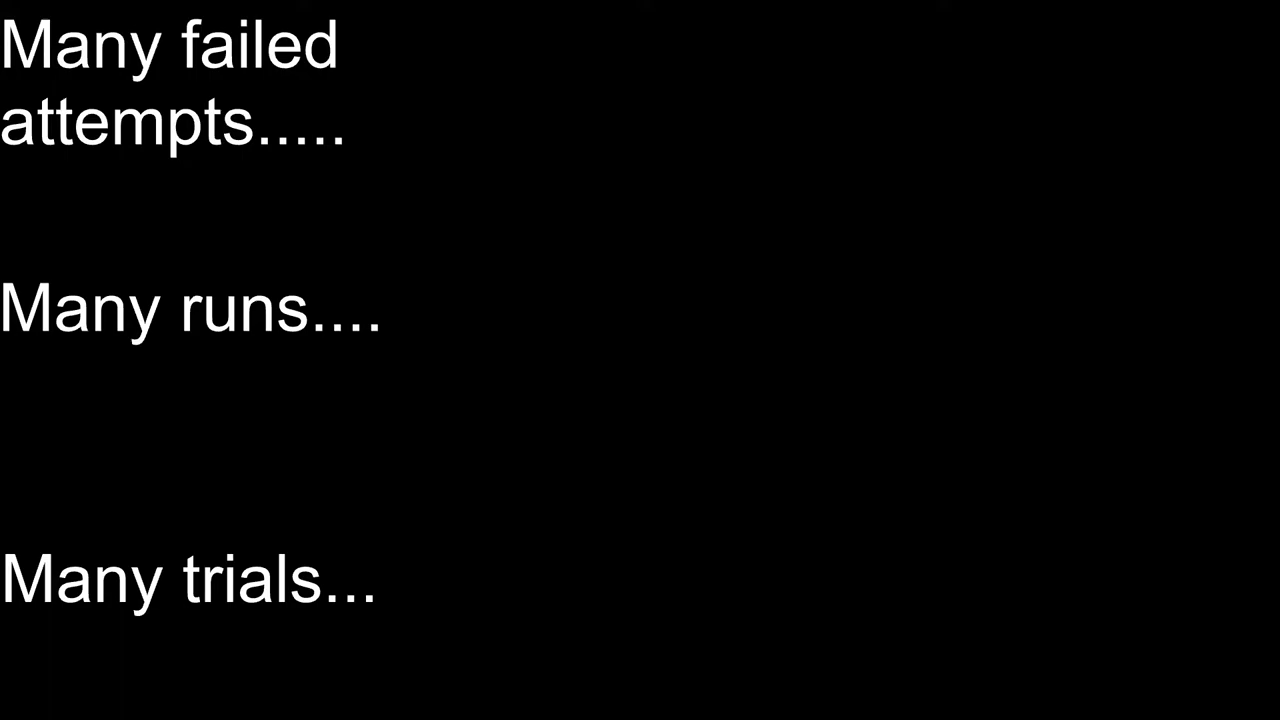 Many failed
attempts.....
Many runs....
Many trials...